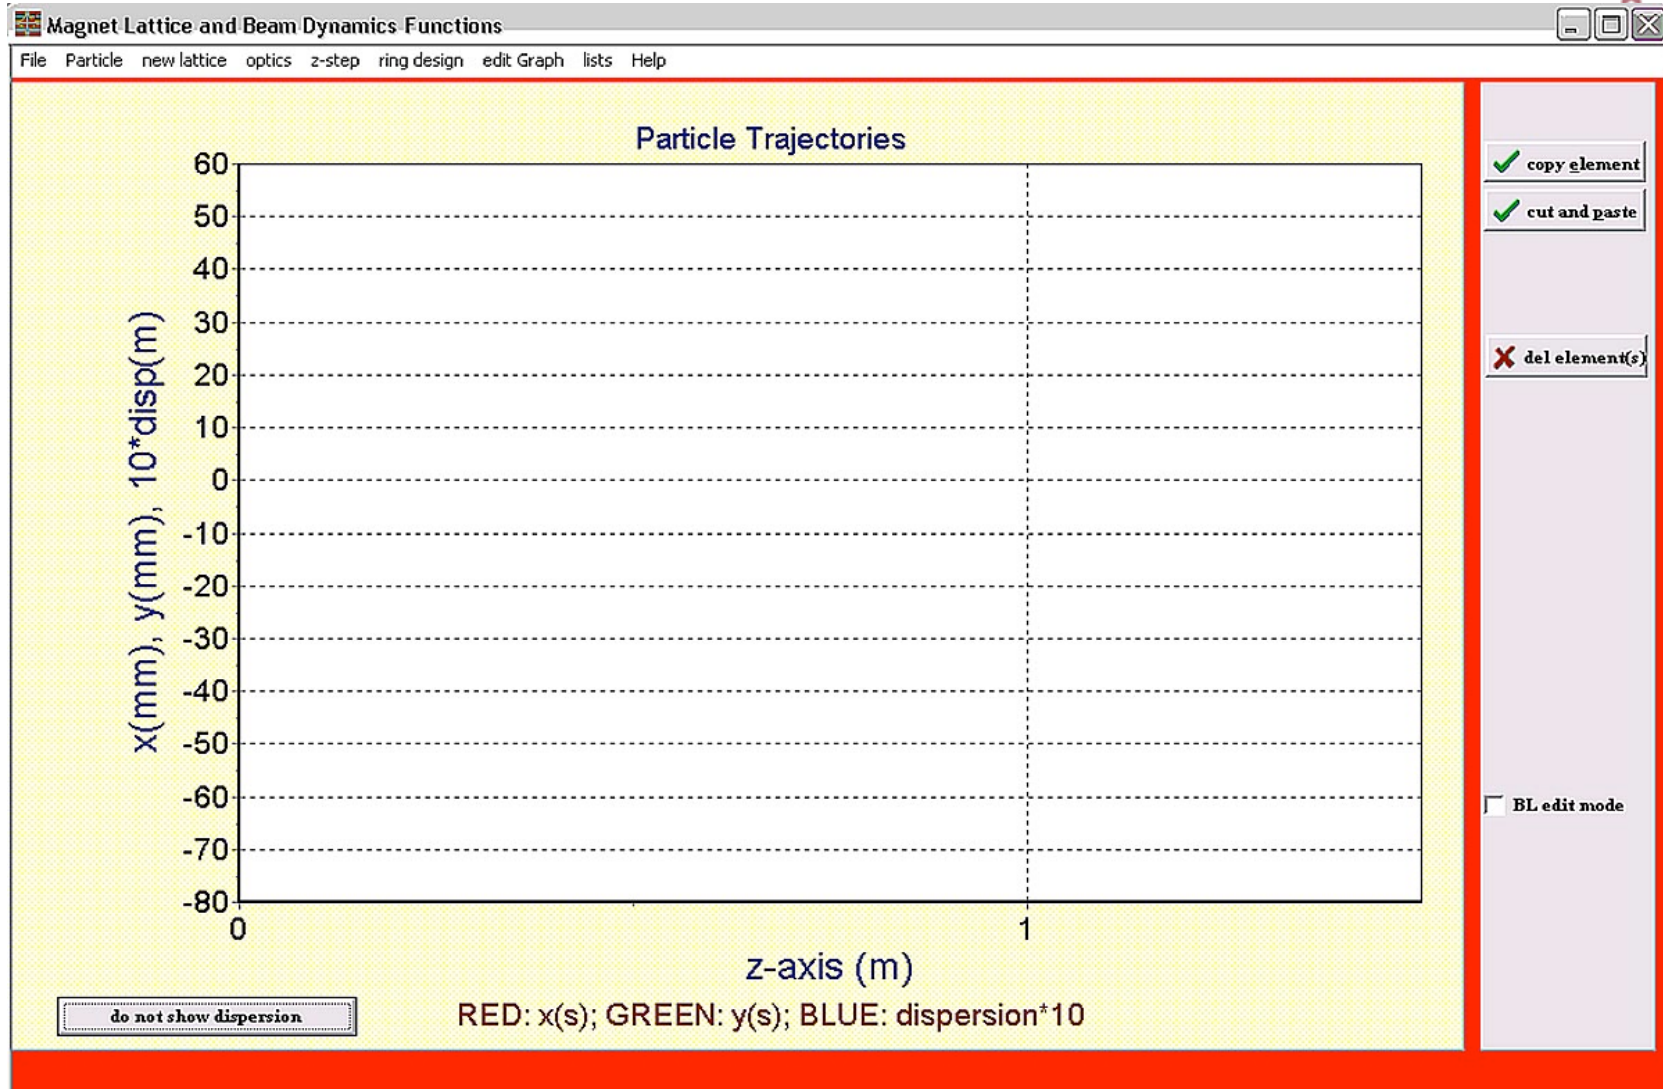 Magnet Lattice and Beam Dynamics Functions
File Particle new lattice optics z-step ring design edit Graph lists Help
Particle Trajectories
60
50
40
30
20
10
0
-10
-20
-30
-40
-50
-60
-70
-80
x(mm), y(mm), 10*disp(m)
0 1
z-axis (m)
do not show dispersion
RED: x(s); GREEN: y(s); BLUE: dispersion*10
copy element
cut and paste
del element(s)
BL edit mode